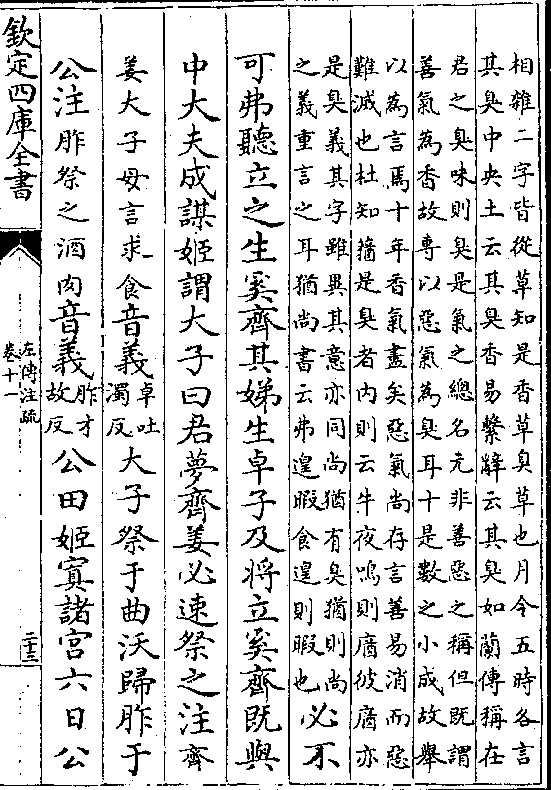 相雜二字皆從草知是香草臭草也月令五時各言
其臭中央土云其臭香易繫辭云其臭如蘭傳稱在
君之臭味則臭是氣之總名元非善惡之稱但既謂
善氣為香故專以惡氣為臭耳十是數之小成故舉
以為言焉十年香氣盡矣惡氣尚存言善易消而惡
難滅也杜知蕕是臭者內則云牛夜鳴則庮彼庮亦
是臭義其字雖異其意亦同尚猶有臭猶則尚
之義重言之耳猶尚書云弗遑暇食遑則暇也必不
可弗聽立之生奚齊其娣生卓子及將立奚齊既與
中大夫成謀姬謂大子曰君夢齊姜必速祭之注齊
姜大子母言求食音義卓吐濁反大子祭于曲沃歸胙于
公注胙祭之酒肉音義胙才故反公田姬寘諸宮六日公
欽定四庫全書
左傳注疏
卷十一
二十三